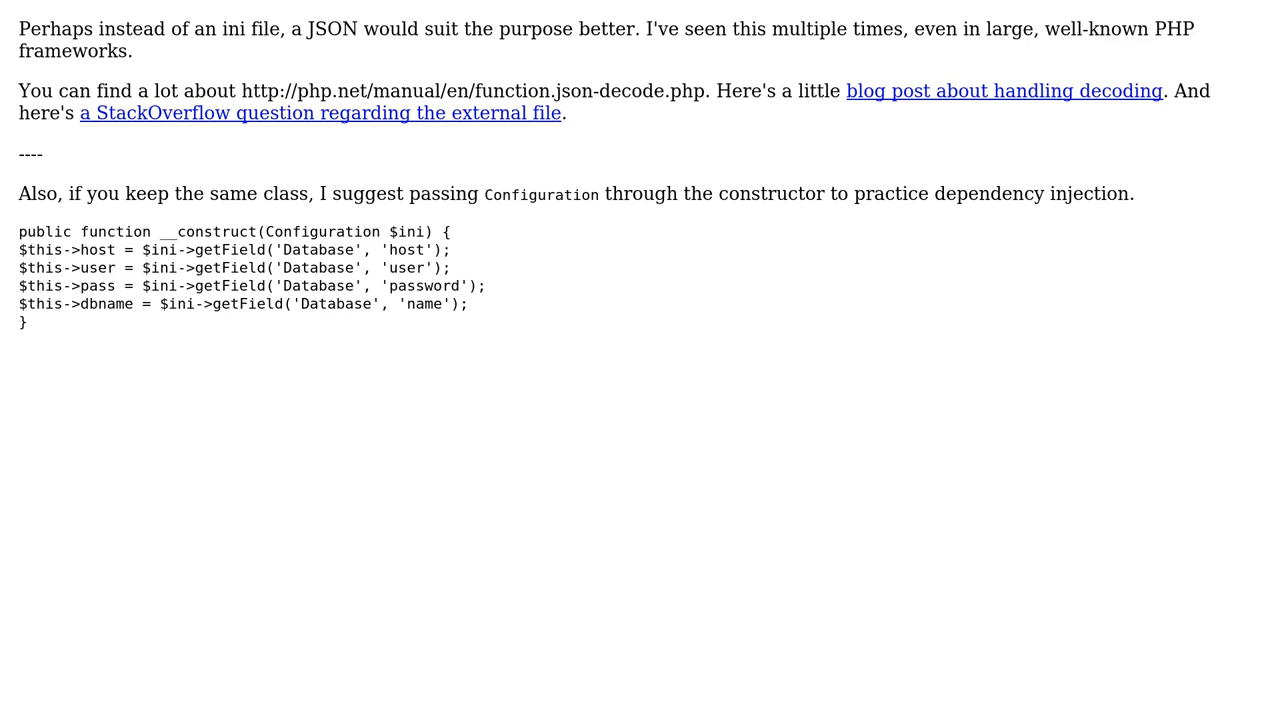 Perhaps instead of an ini file, a JSON would suit the purpose better. I've seen this multiple times, even in large, well-known PHP
frameworks.
You can find a lot about http://php.net/manual/en/function.json-decode.php. Here's a little blog post about handling decoding. And
here's a StackOverflow question regarding the external file.
----
Also, if you keep the same class, I suggest passing Configuration through the constructor to practice dependency injection.
public function __construct(Configuration $ini) {
$this->host = $ini->getField('Database', 'host');
$this->user = $ini->getField('Database', 'user');
$this->pass = $ini->getField('Database', 'password');
$this->dbname = $ini->getField('Database', 'name');
}